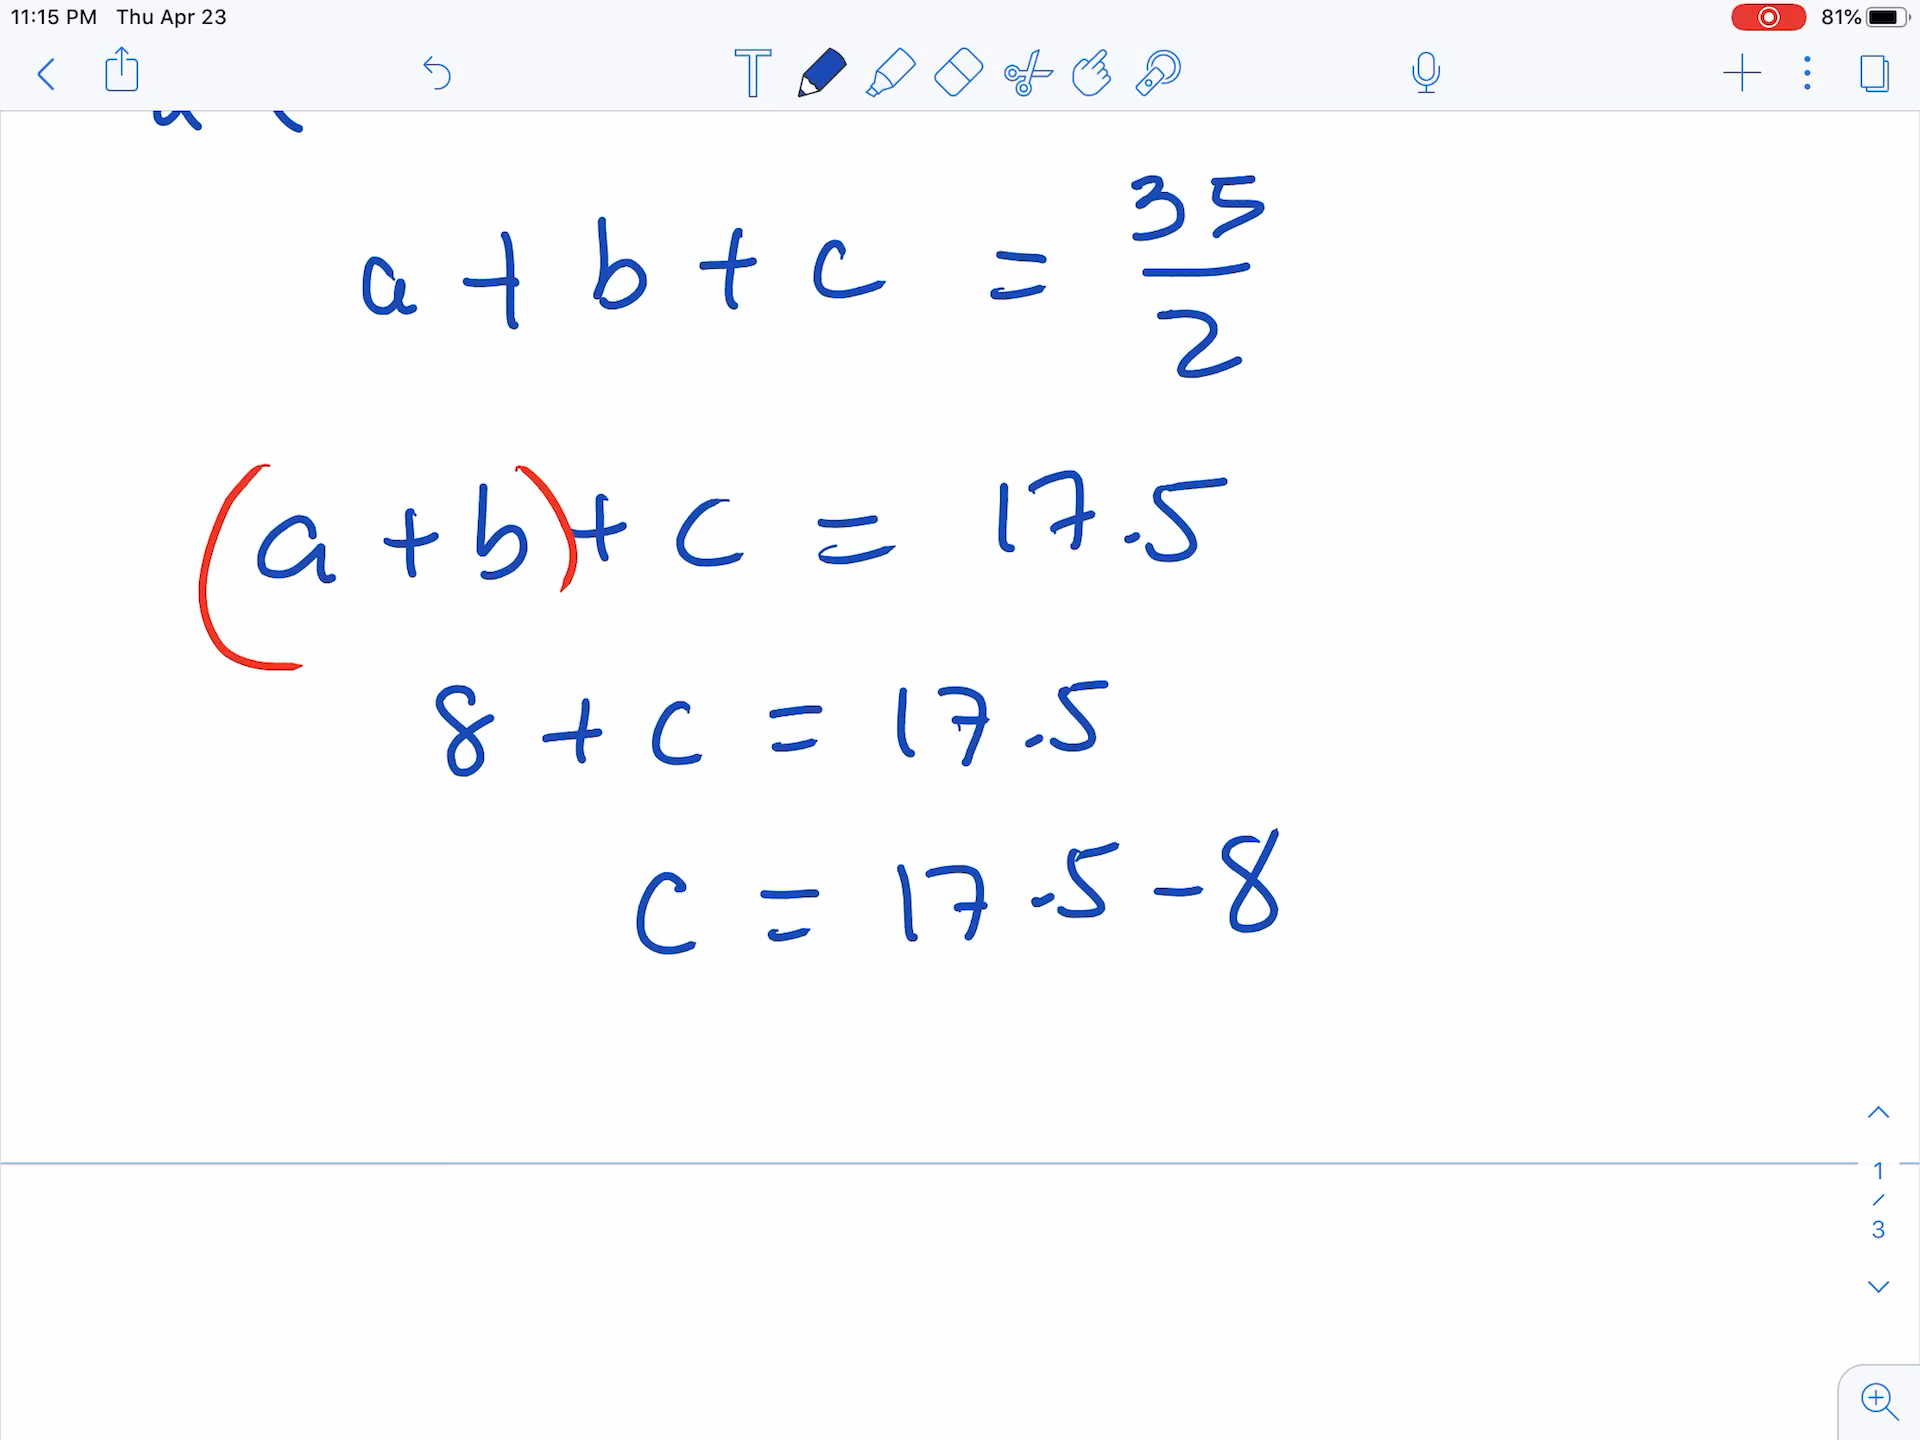 11:15 PM Thu Apr 23 81%
T
a + b + c = 35/2
(a + b) + c = 17.5
8 + c = 17.5
c = 17.5 - 8
1
/
3